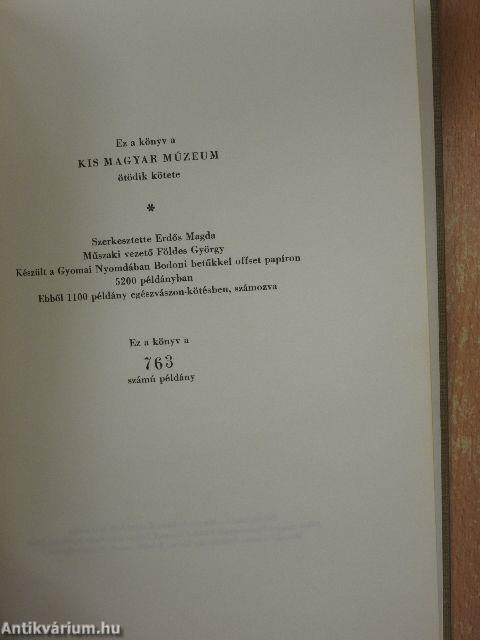 Ez a könyv a
KIS MAGYAR MÚZEUM
ötödik kötete
*
Szerkesztette Erdős Magda
Műszaki vezető Földes György
Készült a Gyomai Nyomdában Bodoni betűkkel offset papíron
5200 példányban
Ebből 1100 példány egészvászon-kötésben, számozva
Ez a könyv a
763
számú példány
Antikvárium.hu